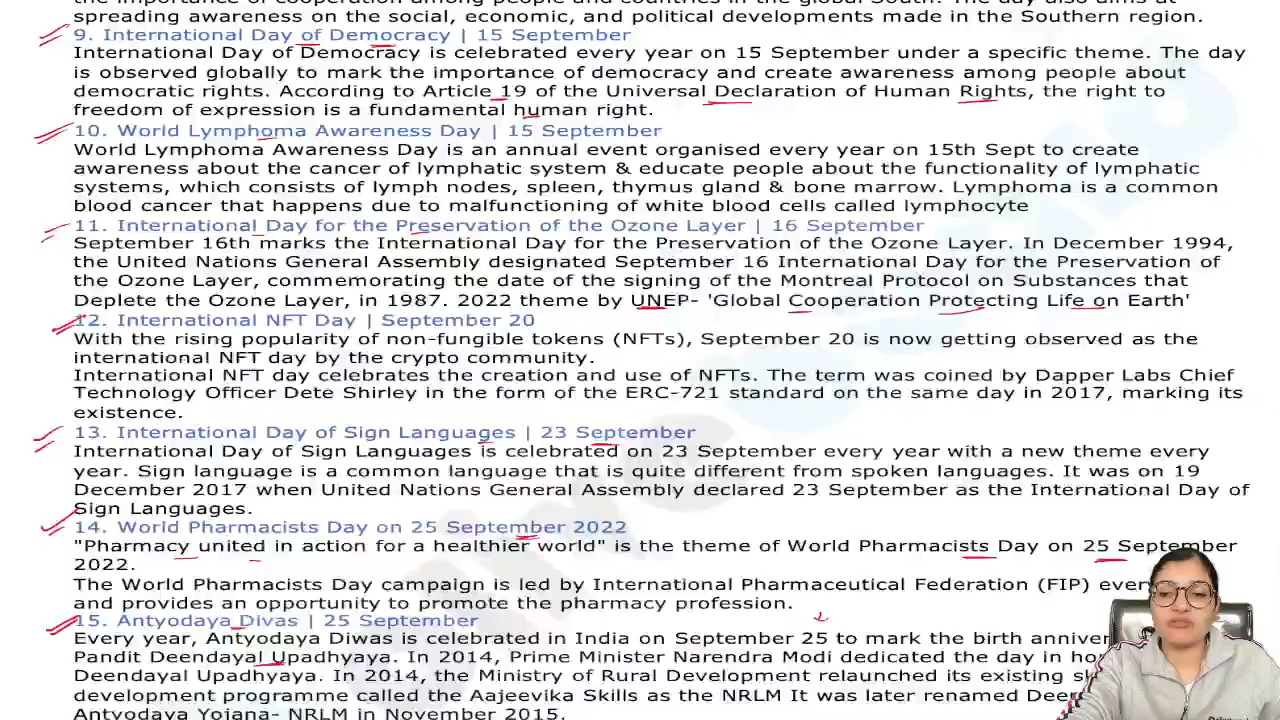 the importance of cooperation among people and countries in the global South. The day also aims at
spreading awareness on the social, economic, and political developments made in the Southern region.
9. International Day of Democracy | 15 September
International Day of Democracy is celebrated every year on 15 September under a specific theme. The day
is observed globally to mark the importance of democracy and create awareness among people about
democratic rights. According to Article 19 of the Universal Declaration of Human Rights, the right to
freedom of expression is a fundamental human right.
10. World Lymphoma Awareness Day | 15 September
World Lymphoma Awareness Day is an annual event organised every year on 15th Sept to create
awareness about the cancer of lymphatic system & educate people about the functionality of lymphatic
systems, which consists of lymph nodes, spleen, thymus gland & bone marrow. Lymphoma is a common
blood cancer that happens due to malfunctioning of white blood cells called lymphocyte
11. International Day for the Preservation of the Ozone Layer | 16 September
September 16th marks the International Day for the Preservation of the Ozone Layer. In December 1994,
the United Nations General Assembly designated September 16 International Day for the Preservation of
the Ozone Layer, commemorating the date of the signing of the Montreal Protocol on Substances that
Deplete the Ozone Layer, in 1987. 2022 theme by UNEP- 'Global Cooperation Protecting Life on Earth'
12. International NFT Day | September 20
With the rising popularity of non-fungible tokens (NFTs), September 20 is now getting observed as the
international NFT day by the crypto community.
International NFT day celebrates the creation and use of NFTs. The term was coined by Dapper Labs Chief
Technology Officer Dete Shirley in the form of the ERC-721 standard on the same day in 2017, marking its
existence.
13. International Day of Sign Languages | 23 September
International Day of Sign Languages is celebrated on 23 September every year with a new theme every
year. Sign language is a common language that is quite different from spoken languages. It was on 19
December 2017 when United Nations General Assembly declared 23 September as the International Day of
Sign Languages.
14. World Pharmacists Day on 25 September 2022
"Pharmacy united in action for a healthier world" is the theme of World Pharmacists Day on 25 September
2022.
The World Pharmacists Day campaign is led by International Pharmaceutical Federation (FIP)
and provides an opportunity to promote the pharmacy profession.
15. Antyodaya Divas | 25 September
Every year, Antyodaya Diwas is celebrated in India on September 25 to mark the birth
Pandit Deendayal Upadhyaya. In 2014, Prime Minister Narendra Modi dedicated the day in
Deendayal Upadhyaya. In 2014, the Ministry of Rural Development relaunched its existing
development programme called the Aajeevika Skills as the NRLM It was later renamed
Antyodaya Yojana- NRLM in November 2015.